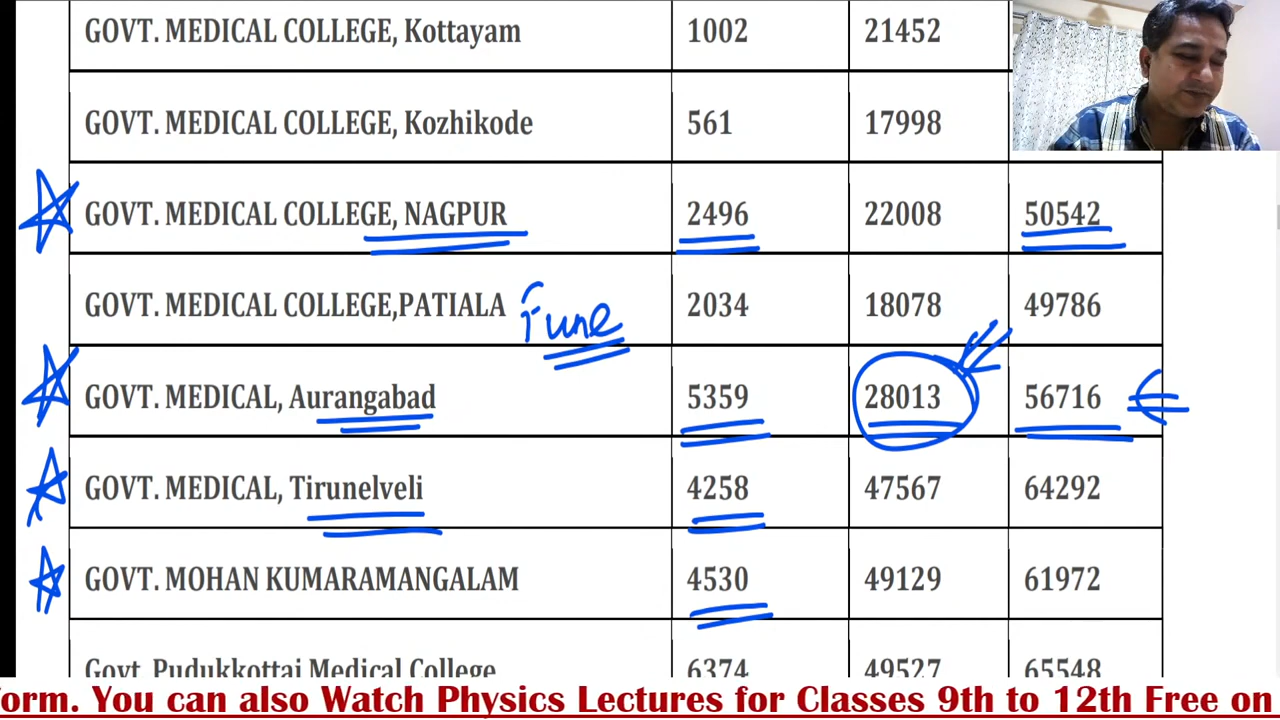 GOVT. MEDICAL COLLEGE, Kottayam 1002 21452
GOVT. MEDICAL COLLEGE, Kozhikode 561 17998
GOVT. MEDICAL COLLEGE, NAGPUR 2496 22008 50542
GOVT. MEDICAL COLLEGE,PATIALA 2034 18078 49786
GOVT. MEDICAL, Aurangabad 5359 28013 56716
GOVT. MEDICAL, Tirunelveli 4258 47567 64292
GOVT. MOHAN KUMARAMANGALAM 4530 49129 61972
Govt. Pudukkottai Medical College 6374 49527 65548
orm. You can also Watch Physics Lectures for Classes 9th to 12th Free on